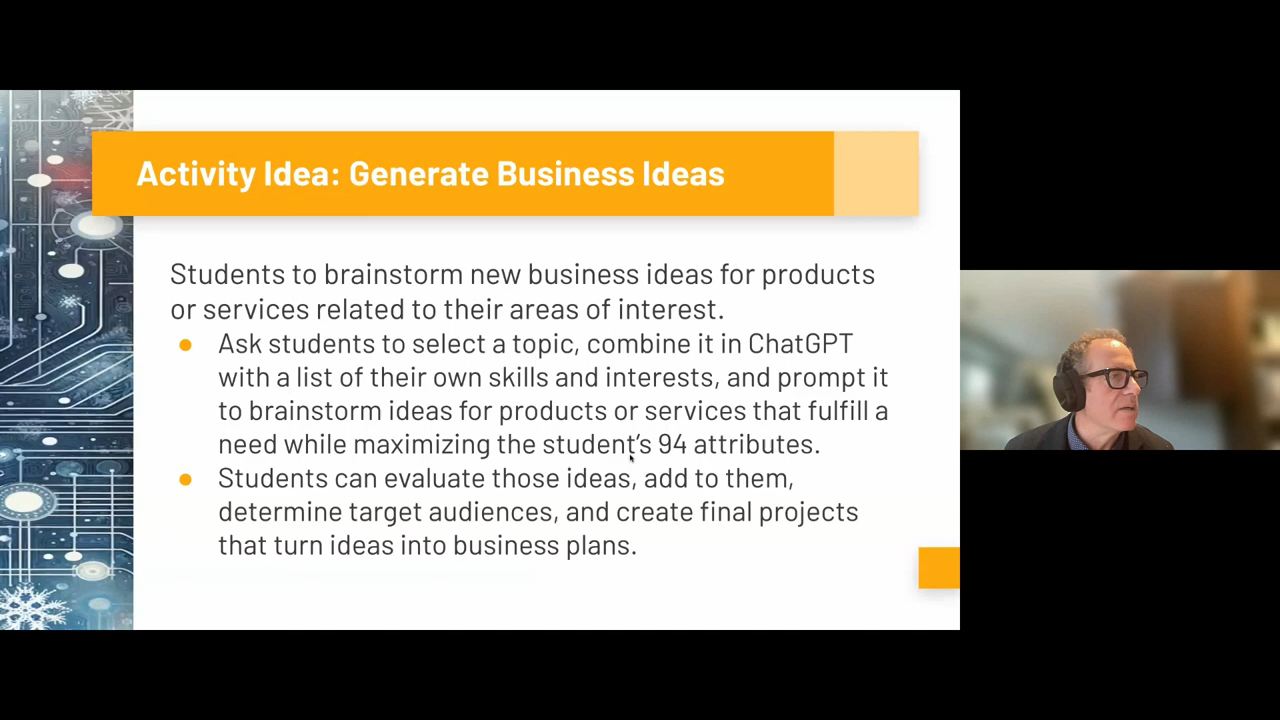 Activity Idea: Generate Business Ideas
Students to brainstorm new business ideas for products
or services related to their areas of interest.
● Ask students to select a topic, combine it in ChatGPT
with a list of their own skills and interests, and prompt it
to brainstorm ideas for products or services that fulfill a
need while maximizing the student's 94 attributes.
● Students can evaluate those ideas, add to them,
determine target audiences, and create final projects
that turn ideas into business plans.